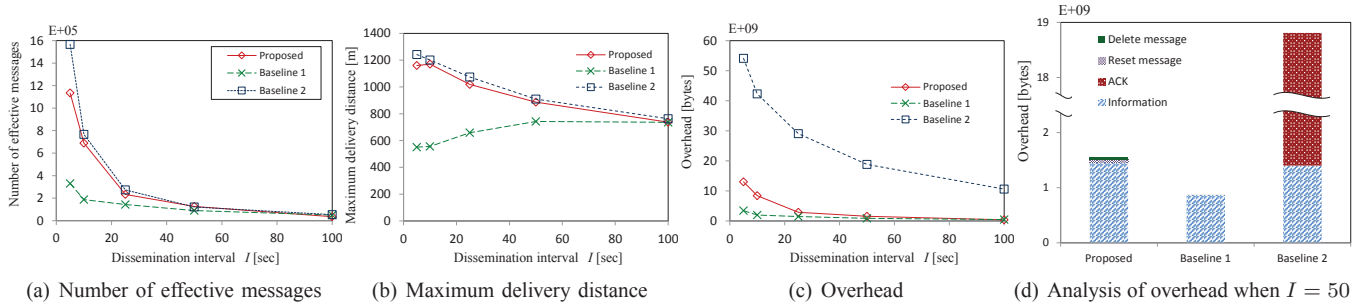 E+05
Number of effective messages
16
14
12
10
8
6
4
2
0
0
20
40
60
80
100
Dissemination interval I [sec]
Proposed
Baseline 1
Baseline 2
(a) Number of effective messages
Maximum delivery distance [m]
1400
1200
1000
800
600
400
200
0
0
20
40
60
80
100
Dissemination interval I [sec]
Proposed
Baseline 1
Baseline 2
(b) Maximum delivery distance
E+09
Overhead [bytes]
60
50
40
30
20
10
0
0
20
40
60
80
100
Dissemination interval I [sec]
Proposed
Baseline 1
Baseline 2
(c) Overhead
E+09
Overhead [bytes]
19
18
2
1
0
Delete message
Reset message
ACK
Information
Proposed
Baseline 1
Baseline 2
(d) Analysis of overhead when I = 50